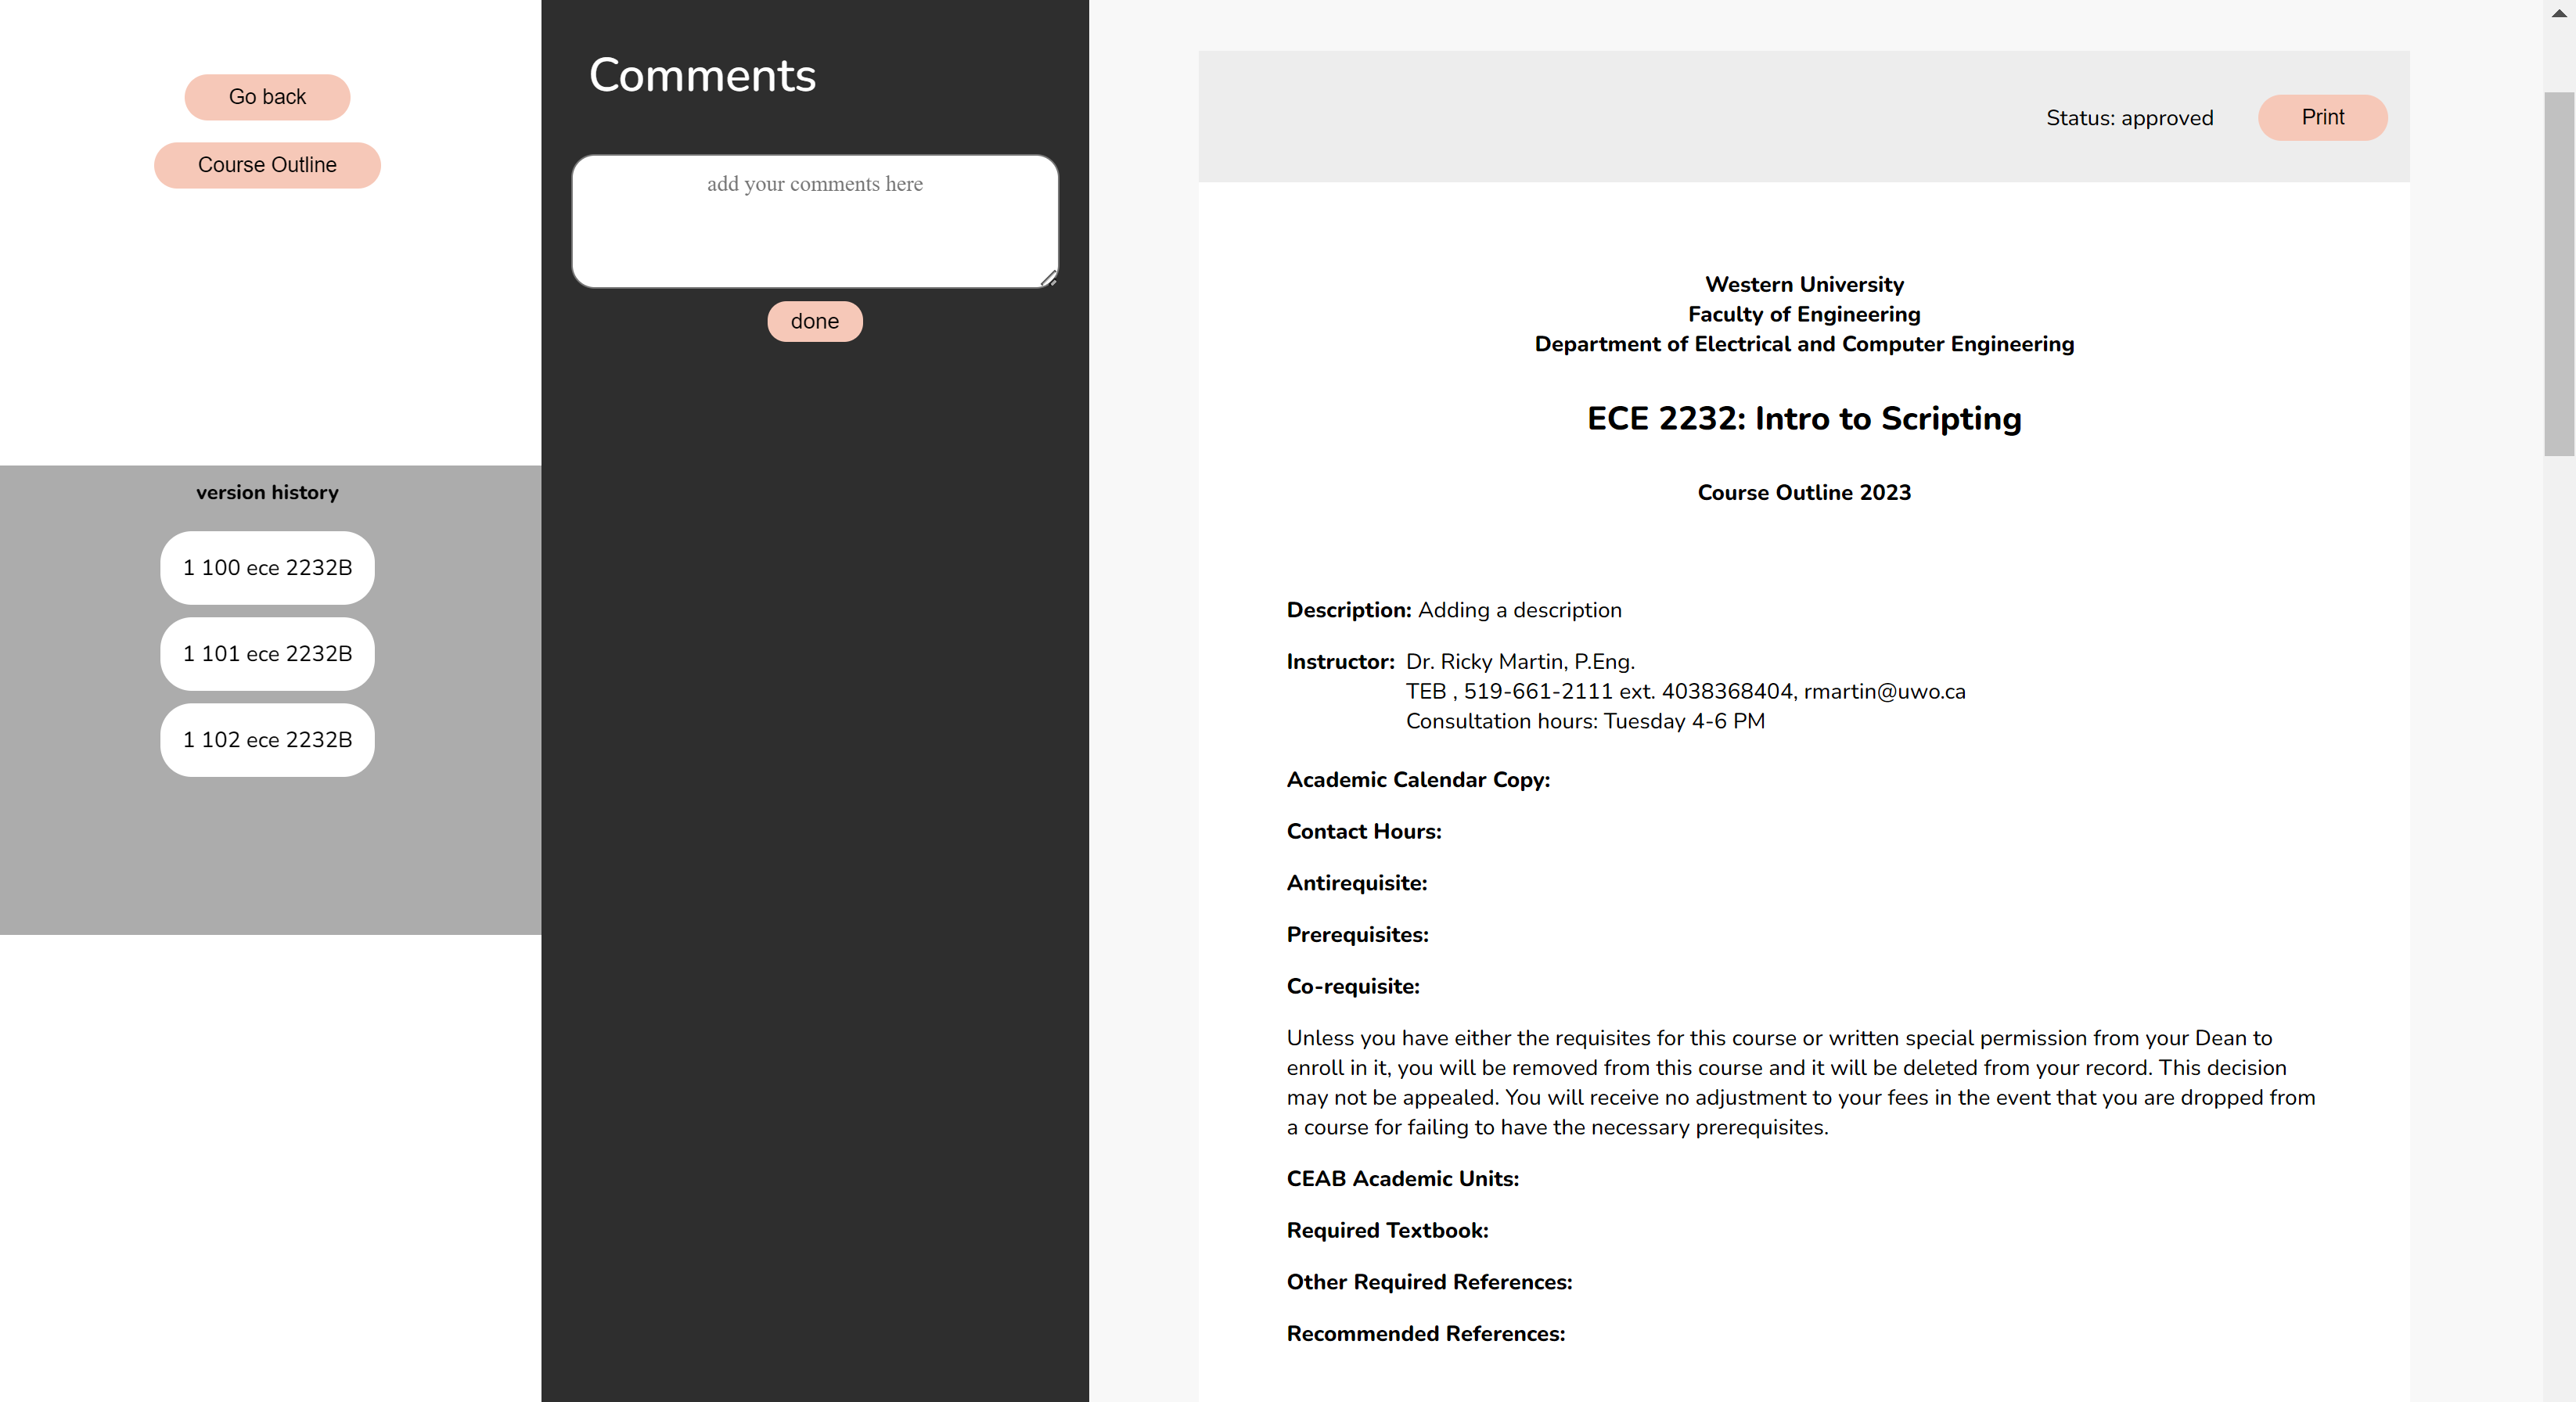 Go back
Course Outline
version history
1 100 ece 2232B
1 101 ece 2232B
1 102 ece 2232B
Comments
add your comments here
done
Status: approved
Print
Western University
Faculty of Engineering
Department of Electrical and Computer Engineering
ECE 2232: Intro to Scripting
Course Outline 2023
Description: Adding a description
Instructor: Dr. Ricky Martin, P.Eng.
TEB , 519-661-2111 ext. 4038368404, rmartin@uwo.ca
Consultation hours: Tuesday 4-6 PM
Academic Calendar Copy:
Contact Hours:
Antirequisite:
Prerequisites:
Co-requisite:
Unless you have either the requisites for this course or written special permission from your Dean to
enroll in it, you will be removed from this course and it will be deleted from your record. This decision
may not be appealed. You will receive no adjustment to your fees in the event that you are dropped from
a course for failing to have the necessary prerequisites.
CEAB Academic Units:
Required Textbook:
Other Required References:
Recommended References: